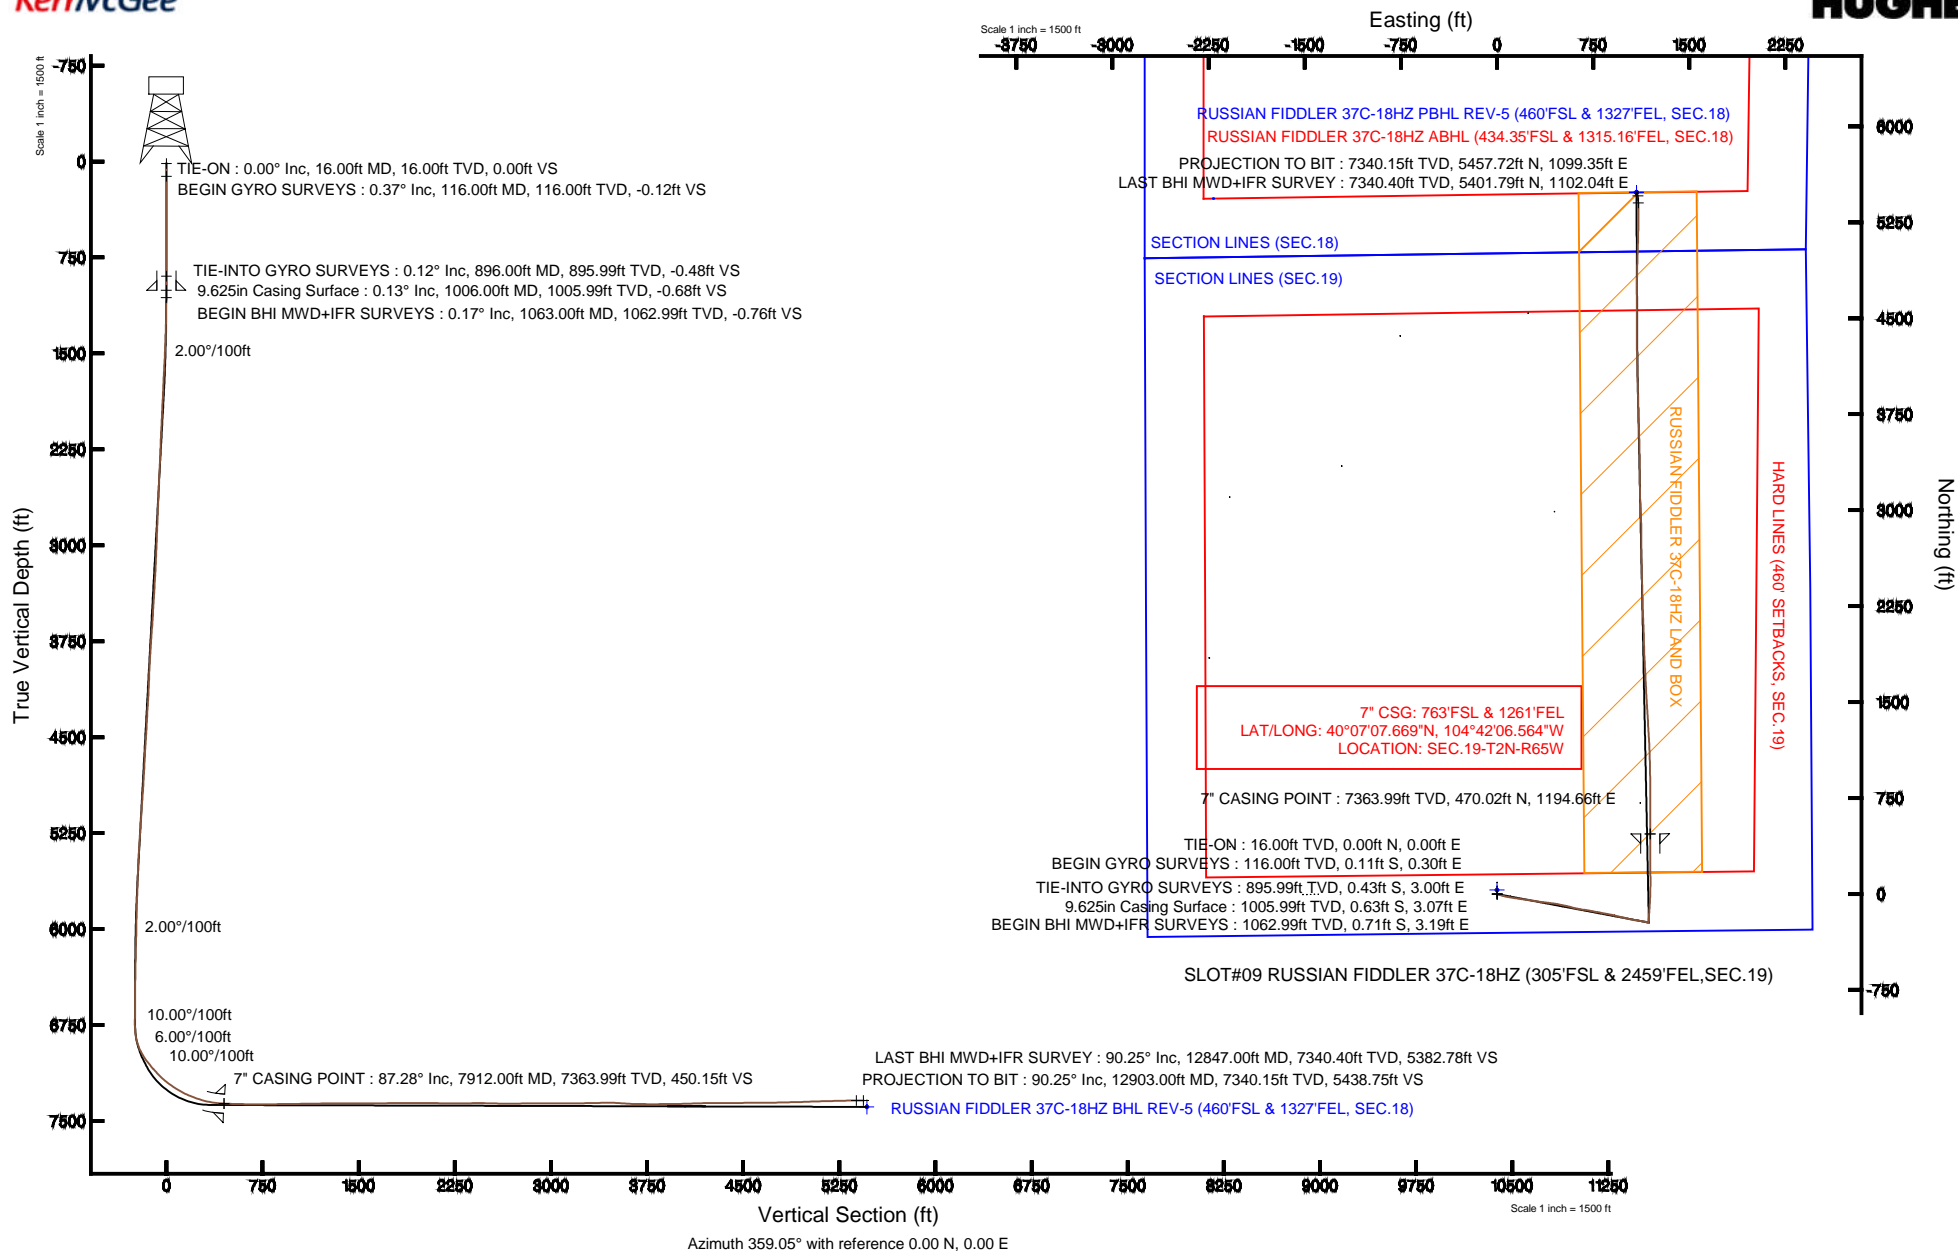 KerrMcGee
HUGHE
Scale 1 inch = 1500 ft
-750
0
750
1500
2250
3000
3750
4500
5250
6000
6750
7500
True Vertical Depth (ft)
TIE-ON : 0.00° Inc, 16.00ft MD, 16.00ft TVD, 0.00ft VS
BEGIN GYRO SURVEYS : 0.37° Inc, 116.00ft MD, 116.00ft TVD, -0.12ft VS
TIE-INTO GYRO SURVEYS : 0.12° Inc, 896.00ft MD, 895.99ft TVD, -0.48ft VS
9.625in Casing Surface : 0.13° Inc, 1006.00ft MD, 1005.99ft TVD, -0.68ft VS
BEGIN BHI MWD+IFR SURVEYS : 0.17° Inc, 1063.00ft MD, 1062.99ft TVD, -0.76ft VS
2.00°/100ft
2.00°/100ft
10.00°/100ft
6.00°/100ft
10.00°/100ft
7" CASING POINT : 87.28° Inc, 7912.00ft MD, 7363.99ft TVD, 450.15ft VS
LAST BHI MWD+IFR SURVEY : 90.25° Inc, 12847.00ft MD, 7340.40ft TVD, 5382.78ft VS
PROJECTION TO BIT : 90.25° Inc, 12903.00ft MD, 7340.15ft TVD, 5438.75ft VS
RUSSIAN FIDDLER 37C-18HZ BHL REV-5 (460'FSL & 1327'FEL, SEC.18)
0 750 1500 2250 3000 3750 4500 5250 6000 6750 7500 8250 9000 9750 10500 11250
Vertical Section (ft)
Scale 1 inch = 1500 ft
Azimuth 359.05° with reference 0.00 N, 0.00 E
Easting (ft)
Scale 1 inch = 1500 ft
-3750 -3000 -2250 -1500 -750 0 750 1500 2250
RUSSIAN FIDDLER 37C-18HZ PBHL REV-5 (460'FSL & 1327'FEL, SEC.18)
RUSSIAN FIDDLER 37C-18HZ ABHL (434.35'FSL & 1315.16'FEL, SEC.18)
PROJECTION TO BIT : 7340.15ft TVD, 5457.72ft N, 1099.35ft E
LAST BHI MWD+IFR SURVEY : 7340.40ft TVD, 5401.79ft N, 1102.04ft E
SECTION LINES (SEC.18)
SECTION LINES (SEC.19)
RUSSIAN FIDDLER 37C-18HZ LAND BOX
HARD LINES (460' SETBACKS, SEC.19)
7" CSG: 763'FSL & 1261'FEL
LAT/LONG: 40°07'07.669"N, 104°42'06.564"W
LOCATION: SEC.19-T2N-R65W
7" CASING POINT : 7363.99ft TVD, 470.02ft N, 1194.66ft E
TIE-ON : 16.00ft TVD, 0.00ft N, 0.00ft E
BEGIN GYRO SURVEYS : 116.00ft TVD, 0.11ft S, 0.30ft E
TIE-INTO GYRO SURVEYS : 895.99ft TVD, 0.43ft S, 3.00ft E
9.625in Casing Surface : 1005.99ft TVD, 0.63ft S, 3.07ft E
BEGIN BHI MWD+IFR SURVEYS : 1062.99ft TVD, 0.71ft S, 3.19ft E
SLOT#09 RUSSIAN FIDDLER 37C-18HZ (305'FSL & 2459'FEL,SEC.19)
6000
5250
4500
3750
3000
2250
1500
750
0
-750
Northing (ft)